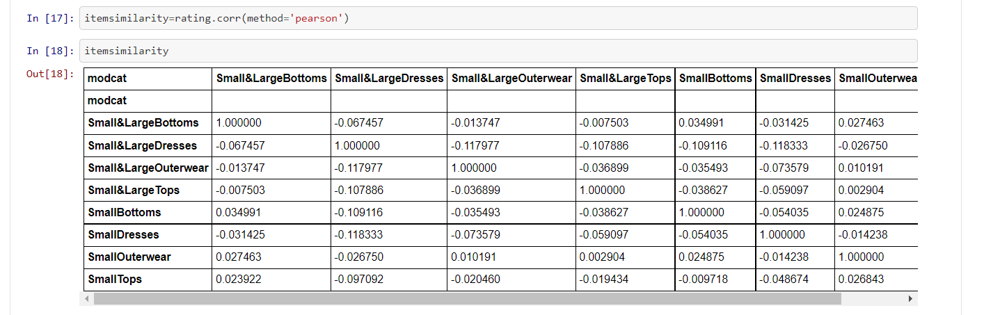 In [17]: itemsimilarity=rating.corr(method='pearson')
In [18]: itemsimilarity
Out[18]:
modcat Small&LargeBottoms Small&LargeDresses Small&LargeOuterwear Small&LargeTops SmallBottoms SmallDresses SmallOuterwea
modcat
Small&LargeBottoms 1.000000 -0.067457 -0.013747 -0.007503 0.034991 -0.031425 0.027463
Small&LargeDresses -0.067457 1.000000 -0.117977 -0.107886 -0.109116 -0.118333 -0.026750
Small&LargeOuterwear -0.013747 -0.117977 1.000000 -0.036899 -0.035493 -0.073579 0.010191
Small&LargeTops -0.007503 -0.107886 -0.036899 1.000000 -0.038627 -0.059097 0.002904
SmallBottoms 0.034991 -0.109116 -0.035493 -0.038627 1.000000 -0.054035 0.024875
SmallDresses -0.031425 -0.118333 -0.073579 -0.059097 -0.054035 1.000000 -0.014238
SmallOuterwear 0.027463 -0.026750 0.010191 0.002904 0.024875 -0.014238 1.000000
SmallTops 0.023922 -0.097092 -0.020460 -0.019434 -0.009718 -0.048674 0.026843